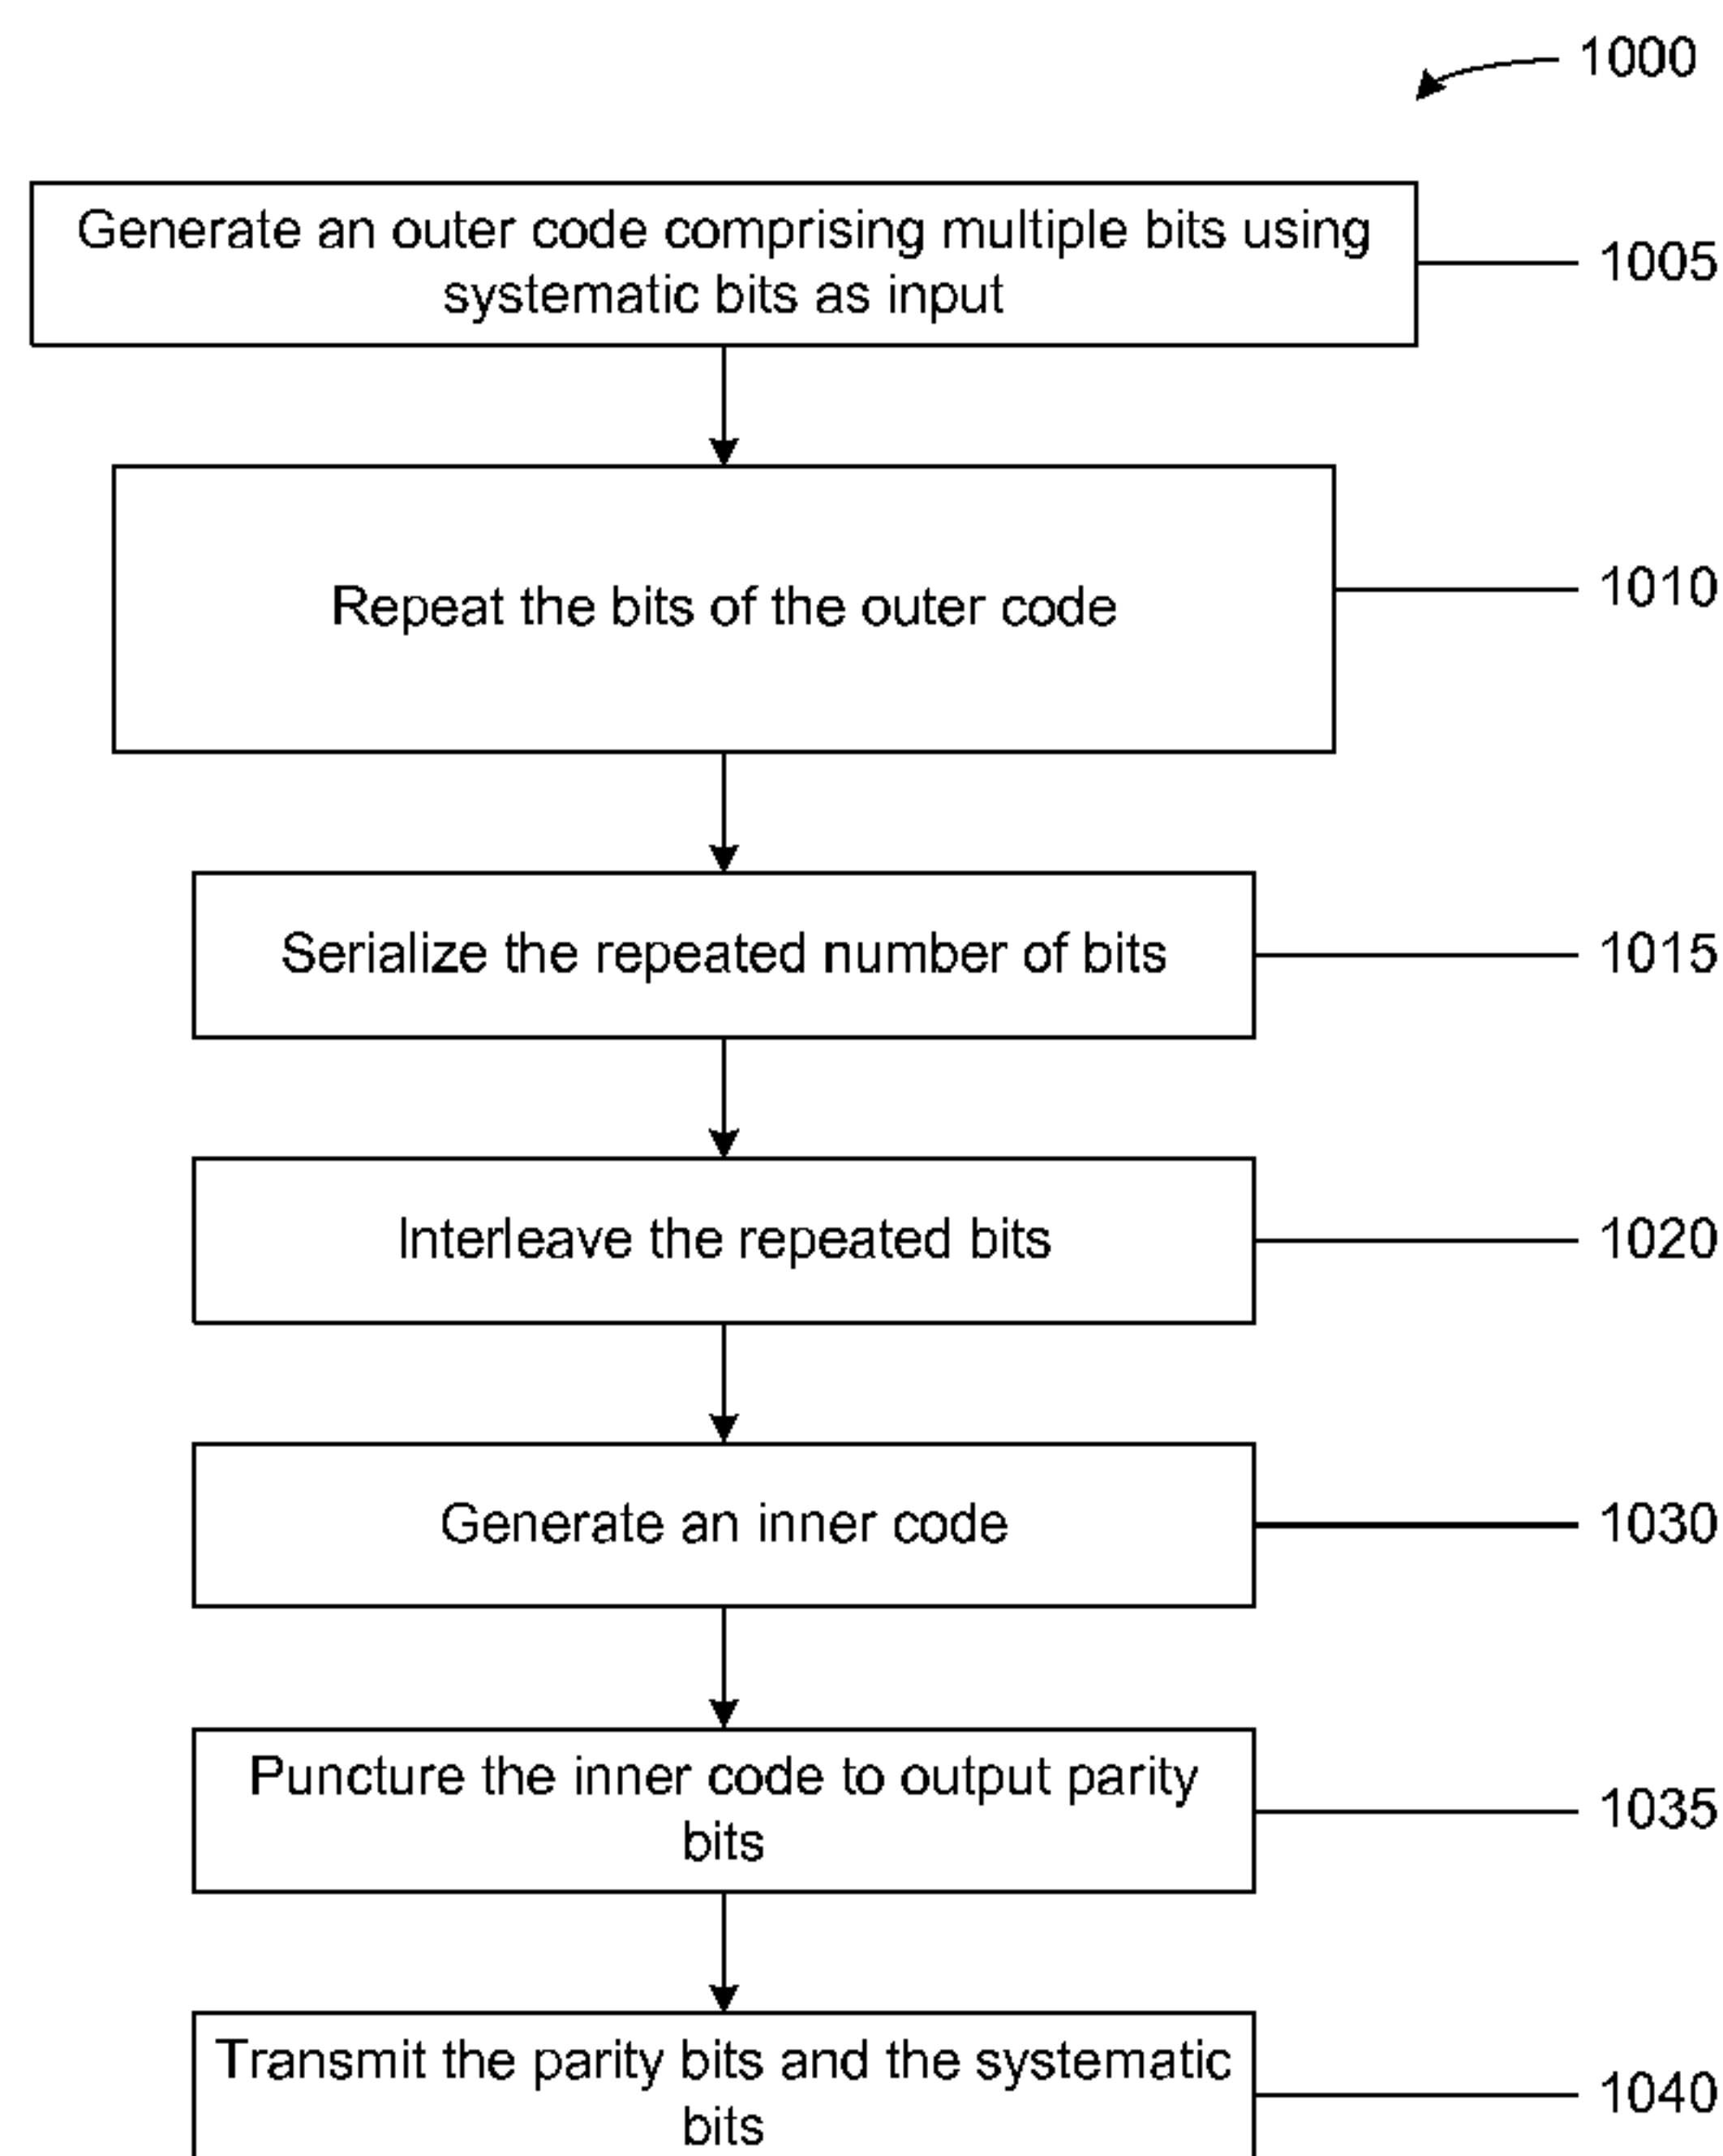 1000
Generate an outer code comprising multiple bits using
systematic bits as input
1005
Repeat the bits of the outer code
1010
Serialize the repeated number of bits
1015
Interleave the repeated bits
1020
Generate an inner code
1030
Puncture the inner code to output parity
bits
1035
Transmit the parity bits and the systematic
bits
1040